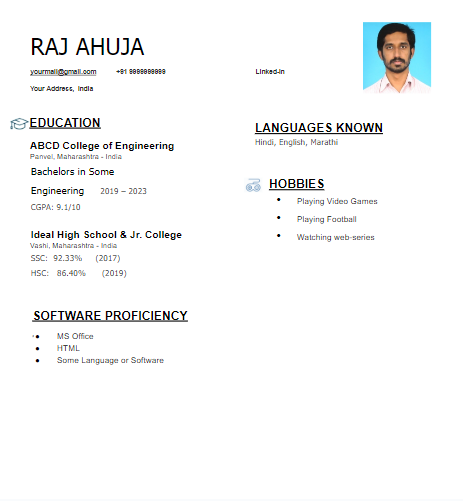 RAJ AHUJA
yourmail@gmail.com +91 9999999999 Linked-in
Your Address, India
EDUCATION
ABCD College of Engineering
Panvel, Maharashtra - India
Bachelors in Some
Engineering 2019 – 2023
CGPA: 9.1/10
Ideal High School & Jr. College
Vashi, Maharashtra - India
SSC: 92.33% (2017)
HSC: 86.40% (2019)
SOFTWARE PROFICIENCY
• MS Office
• HTML
• Some Language or Software
LANGUAGES KNOWN
Hindi, English, Marathi
HOBBIES
• Playing Video Games
• Playing Football
• Watching web-series